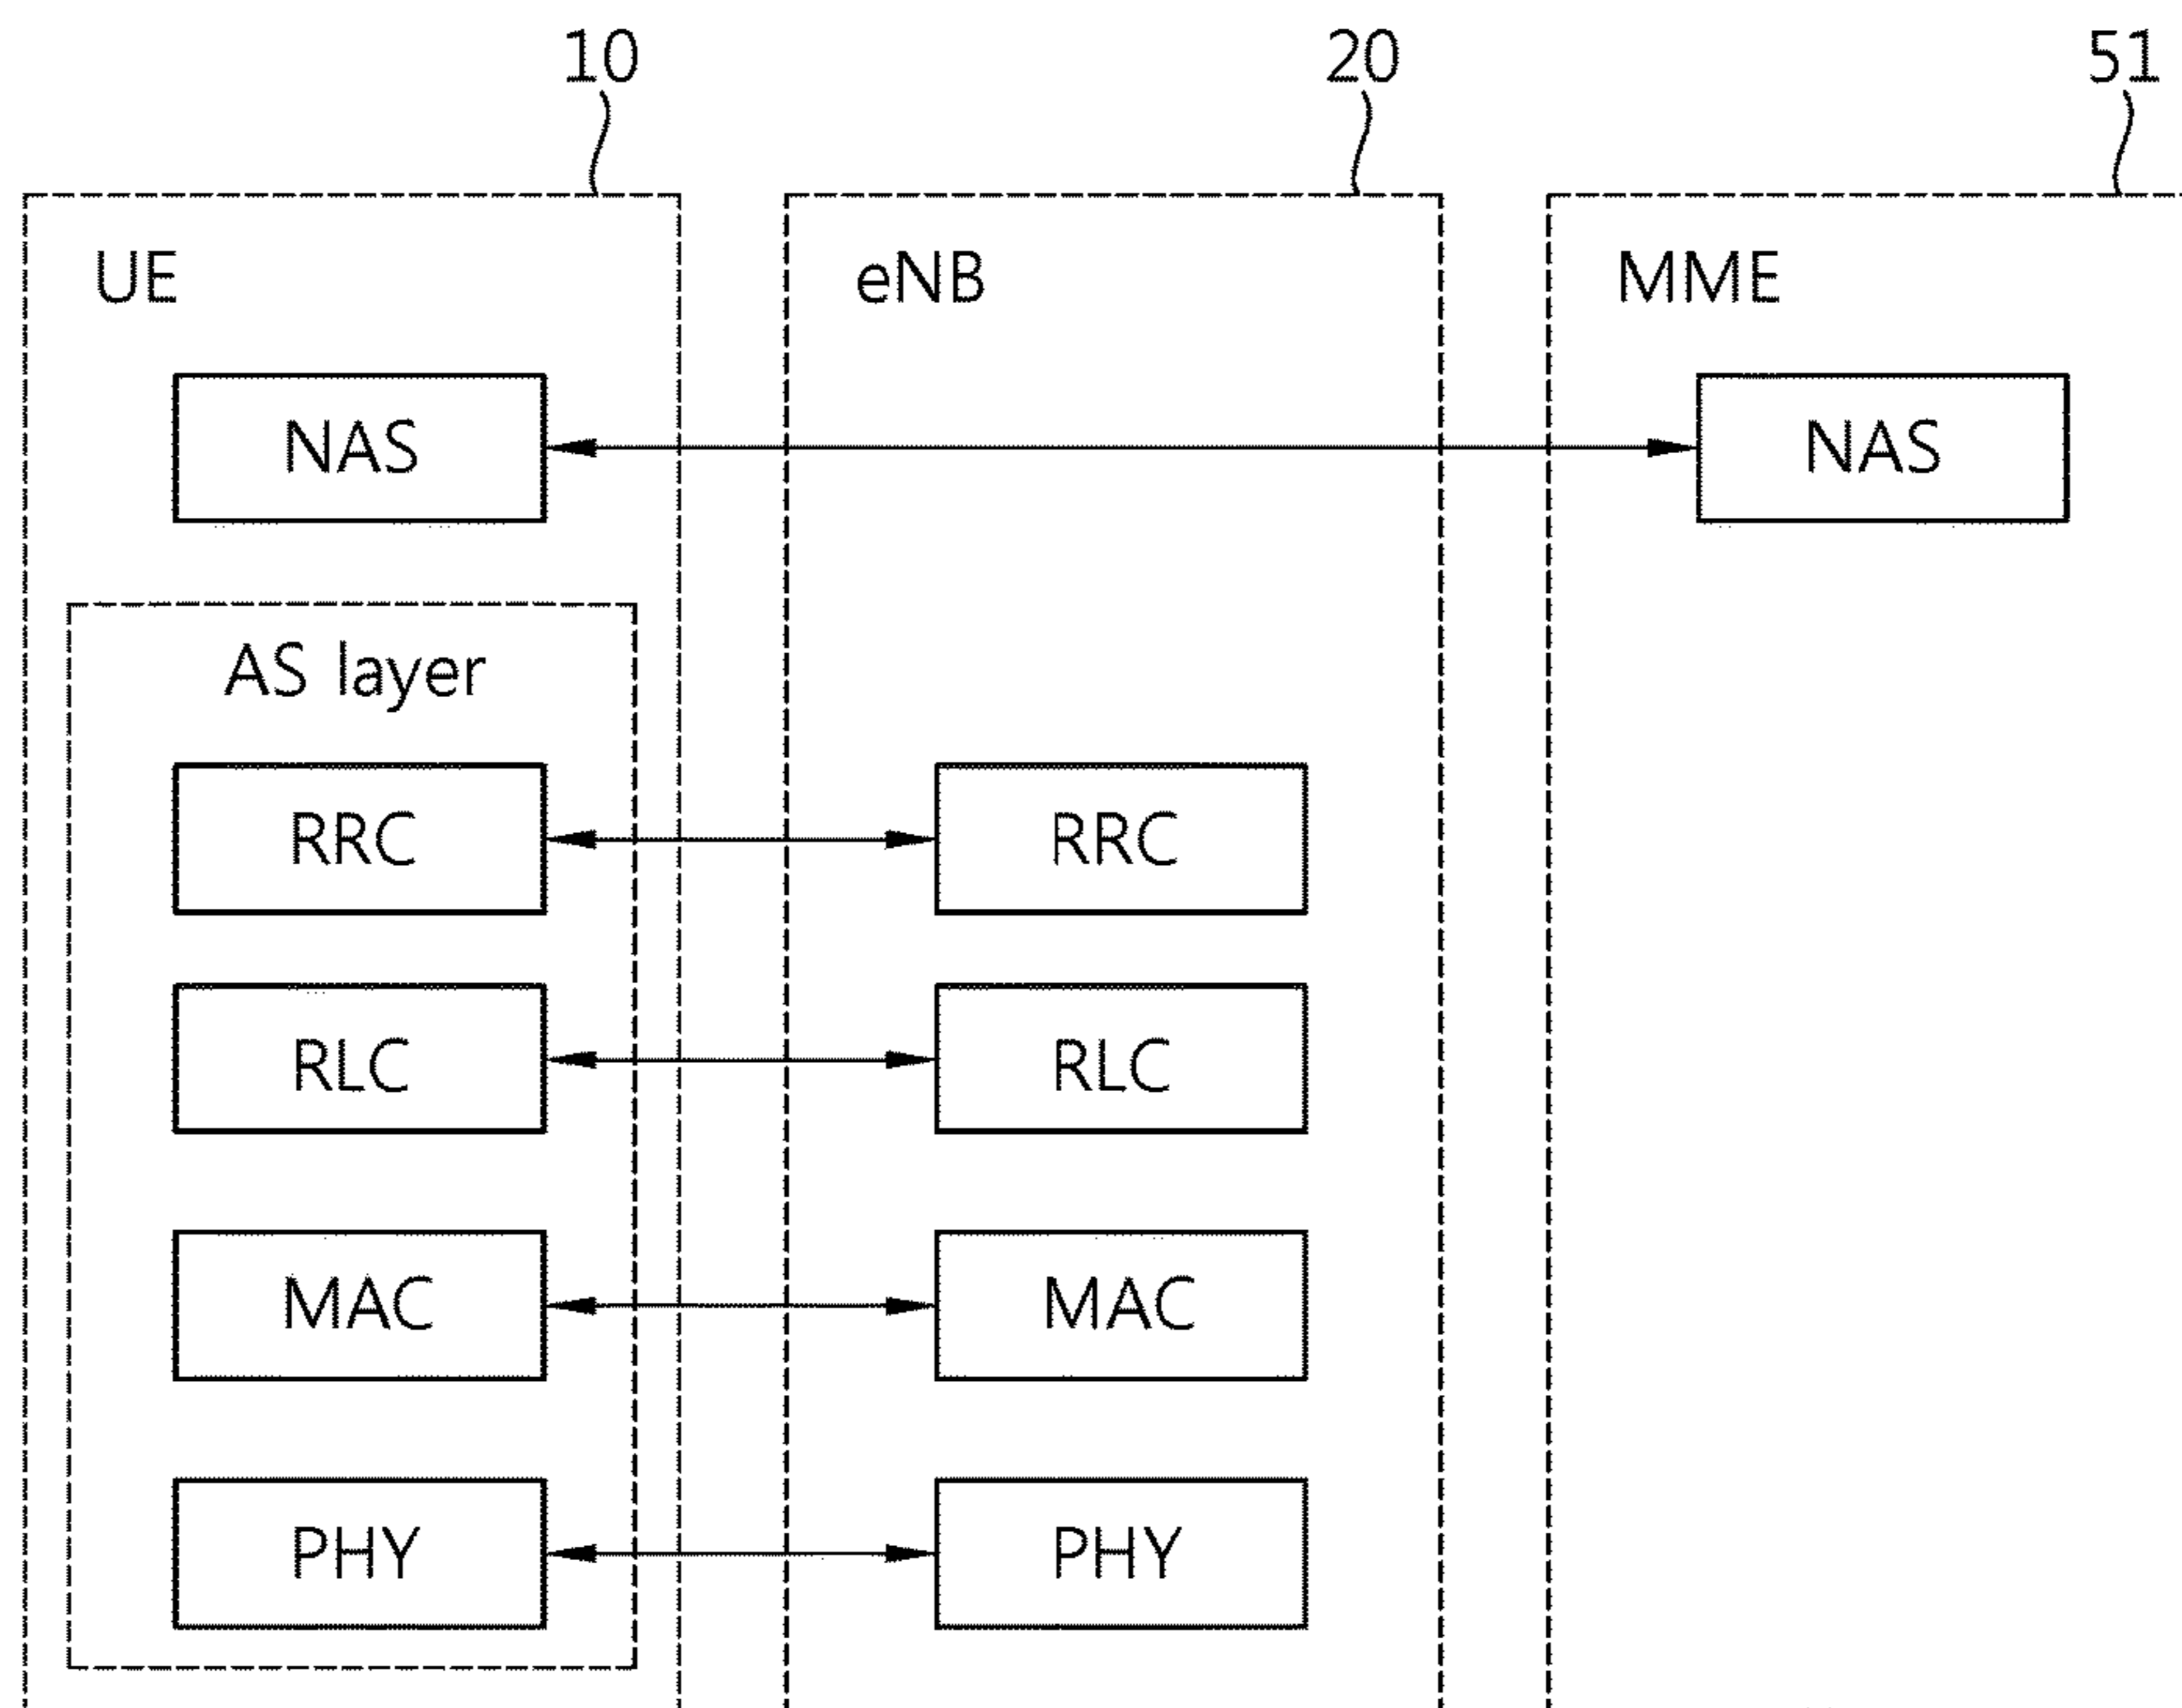 10 20 51
UE eNB MME
NAS NAS
AS layer
RRC RRC
RLC RLC
MAC MAC
PHY PHY